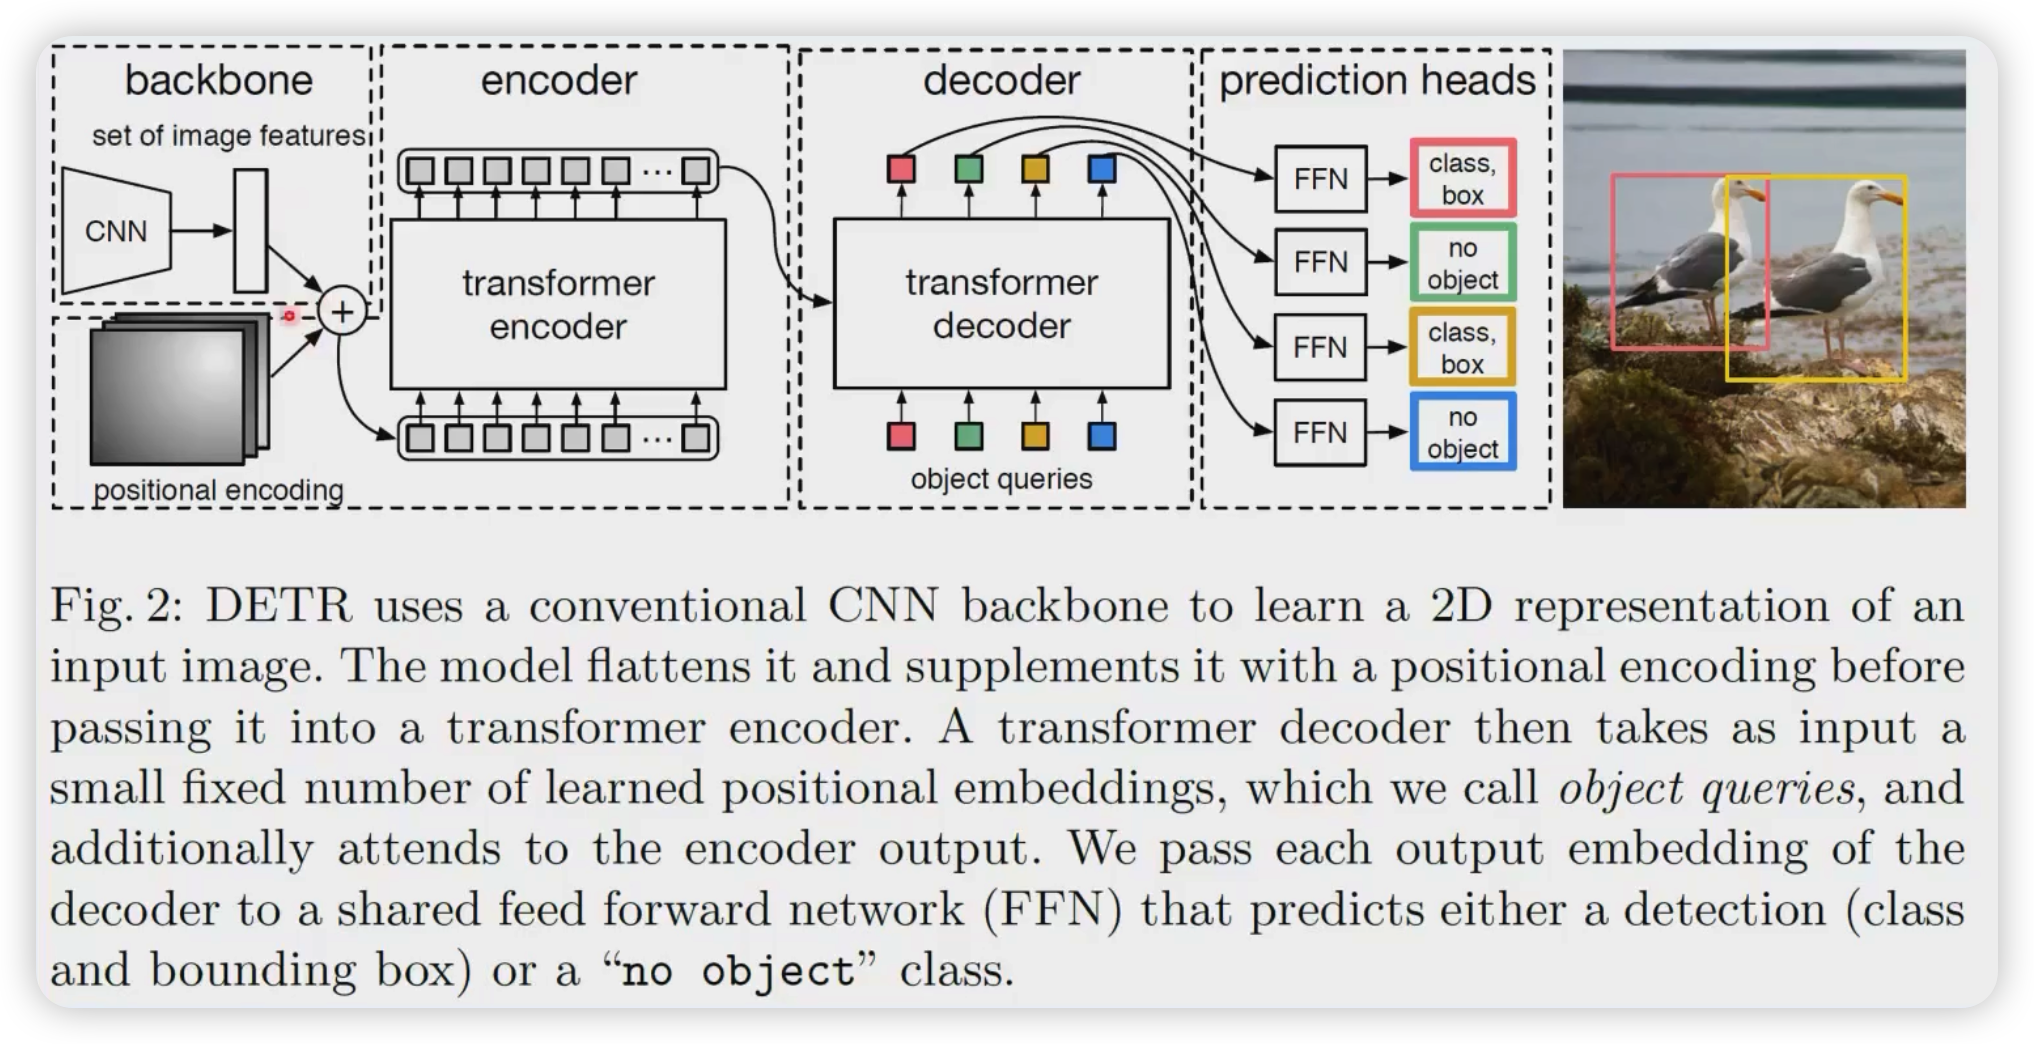 backbone
set of image features
CNN
+
positional encoding
encoder
...
transformer
encoder
...
decoder
transformer
decoder
object queries
prediction heads
FFN
class,
box
FFN
no
object
FFN
class,
box
FFN
no
object
Fig. 2: DETR uses a conventional CNN backbone to learn a 2D representation of an
input image. The model flattens it and supplements it with a positional encoding before
passing it into a transformer encoder. A transformer decoder then takes as input a
small fixed number of learned positional embeddings, which we call object queries, and
additionally attends to the encoder output. We pass each output embedding of the
decoder to a shared feed forward network (FFN) that predicts either a detection (class
and bounding box) or a “no object” class.